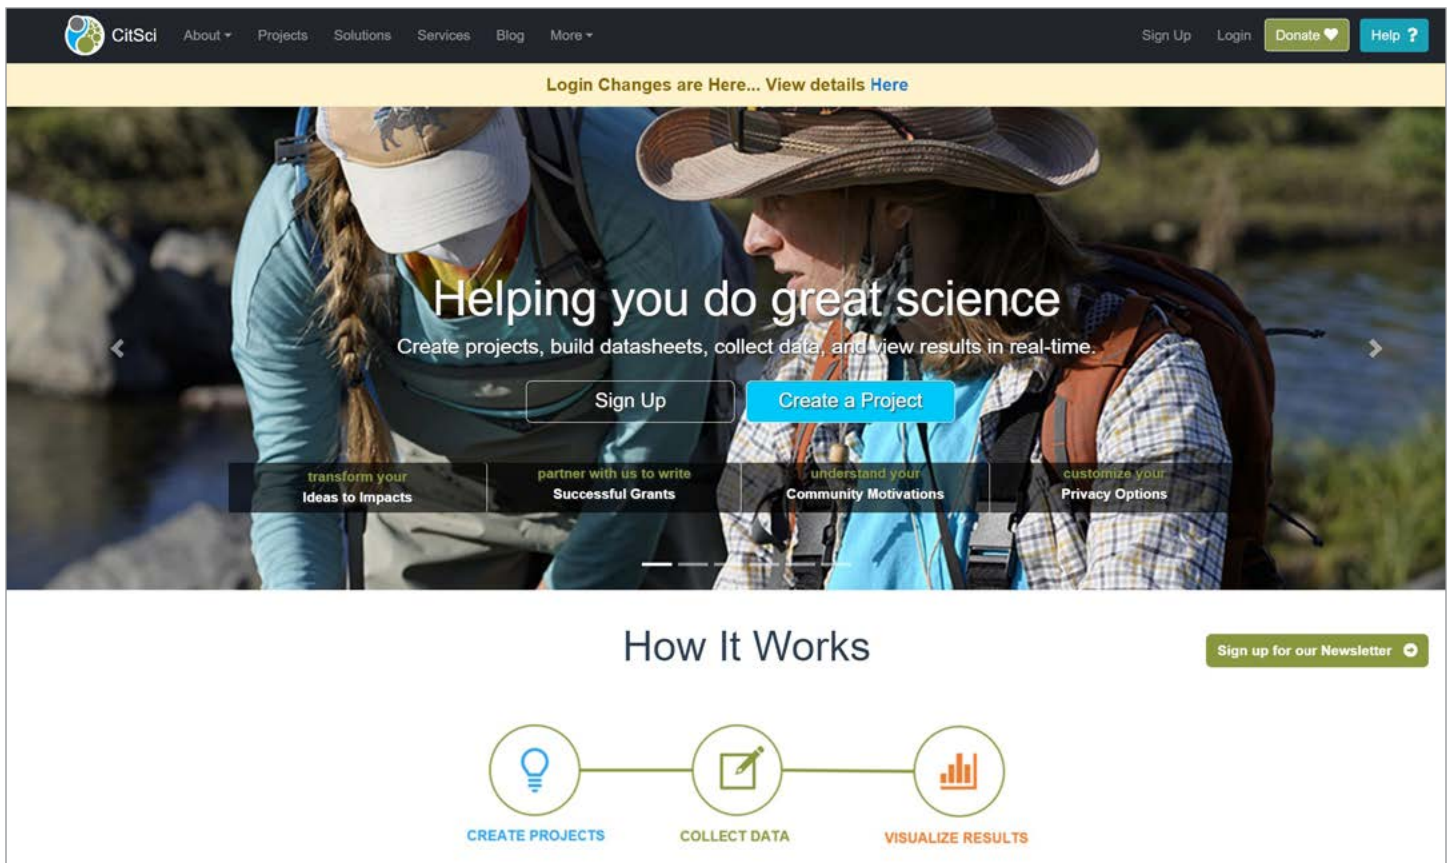 CitSci About Projects Solutions Services Blog More Sign Up Login Donate Help ?
Login Changes are Here... View details Here
Helping you do great science
Create projects, build datasheets, collect data, and view results in real-time.
Sign Up Create a Project
transform your partner with us to write understand your customize your
Ideas to Impacts Successful Grants Community Motivations Privacy Options
How It Works
Sign up for our Newsletter
CREATE PROJECTS COLLECT DATA VISUALIZE RESULTS